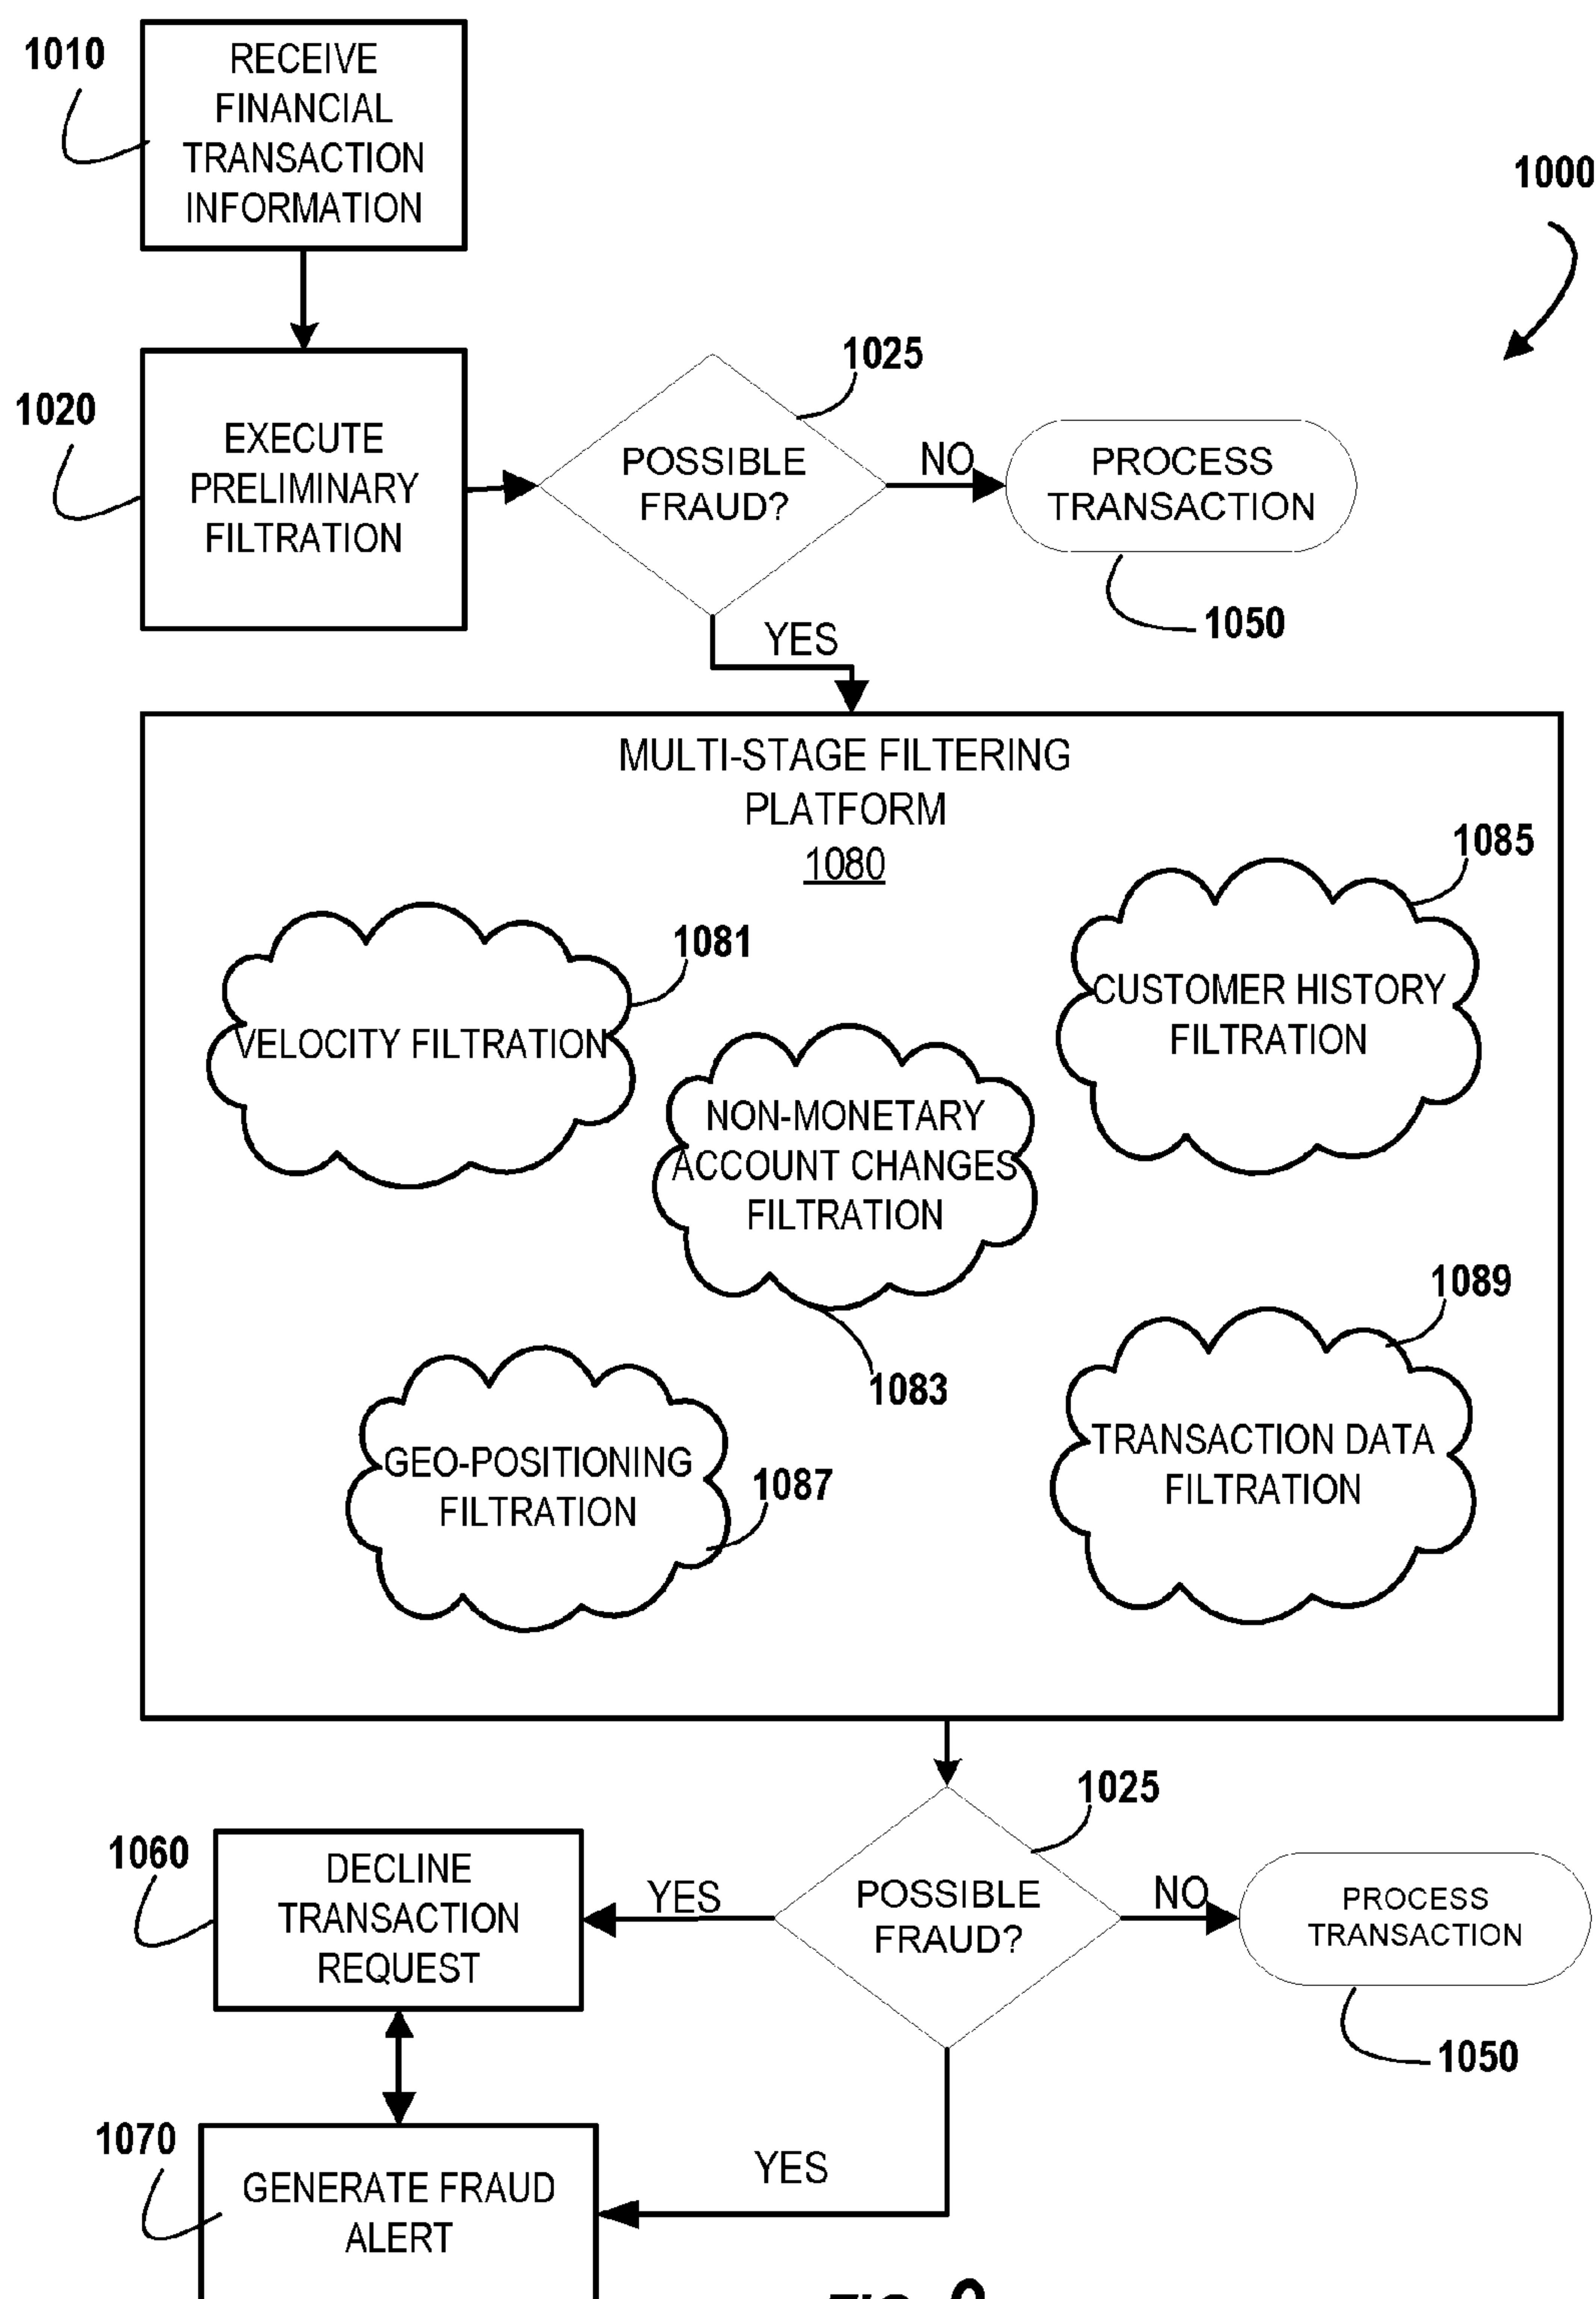 1010
RECEIVE
FINANCIAL
TRANSACTION
INFORMATION
1000
1020
EXECUTE
PRELIMINARY
FILTRATION
1025
POSSIBLE
FRAUD?
NO
PROCESS
TRANSACTION
1050
YES
MULTI-STAGE FILTERING
PLATFORM
1080
1085
CUSTOMER HISTORY
FILTRATION
1081
VELOCITY FILTRATION
NON-MONETARY
ACCOUNT CHANGES
FILTRATION
1083
1089
TRANSACTION DATA
FILTRATION
GEO-POSITIONING
FILTRATION
1087
1025
POSSIBLE
FRAUD?
1060
DECLINE
TRANSACTION
REQUEST
YES
NO
PROCESS
TRANSACTION
1050
1070
GENERATE FRAUD
ALERT
YES